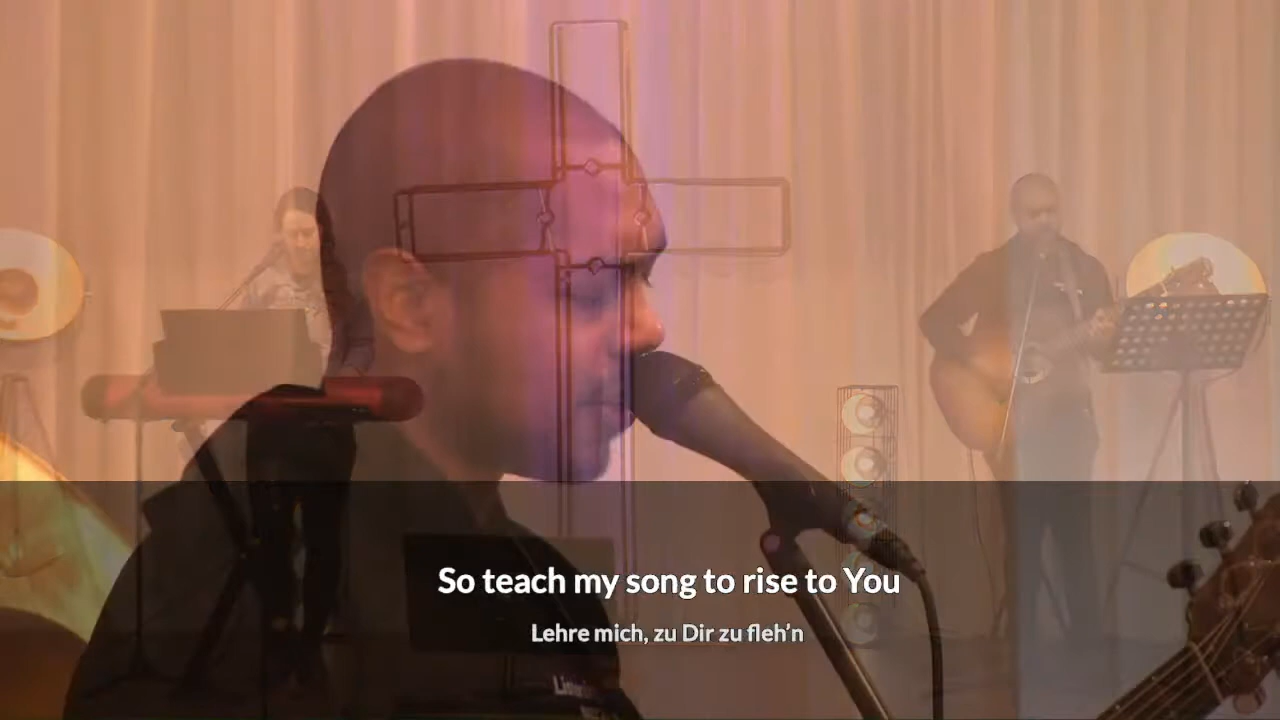 So teach my song to rise to You
Lehre mich, zu Dir zu fleh’n